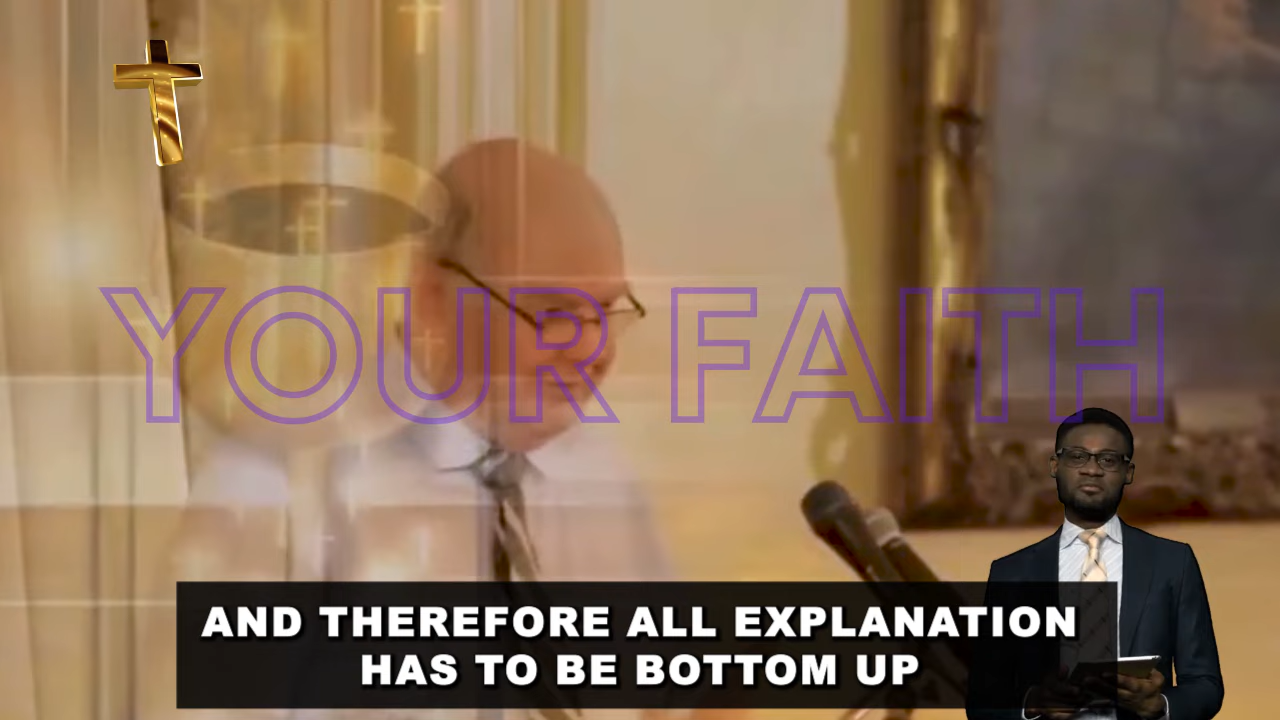 YOUR FAITH
AND THEREFORE ALL EXPLANATION
HAS TO BE BOTTOM UP